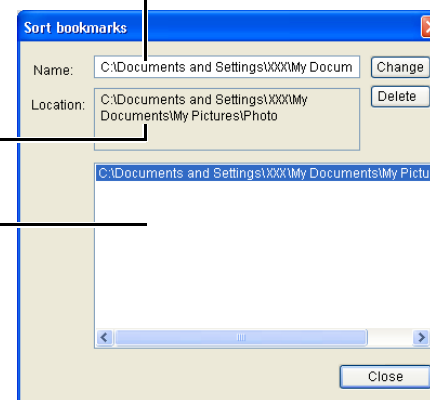 Sort bookmarks
Name:
C:\Documents and Settings\XXX\My Docum
Change
Location:
C:\Documents and Settings\XXX\My
Documents\My Pictures\Photo
Delete
C:\Documents and Settings\XXX\My Documents\My Pictu
Close